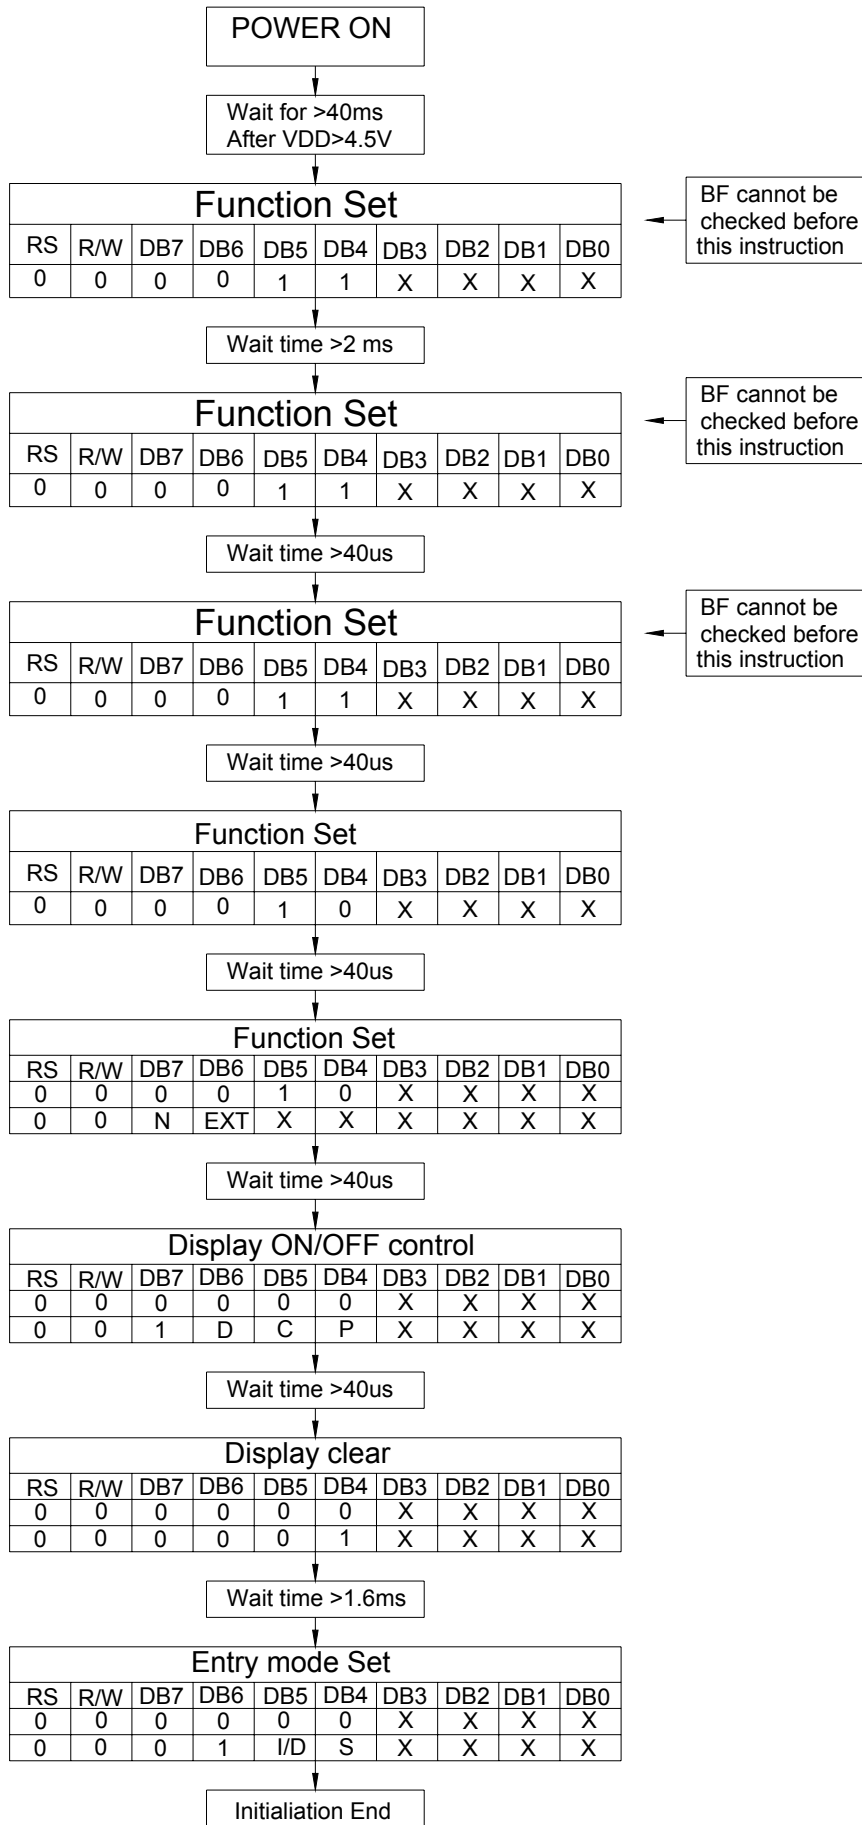 POWER ON
Wait for >40ms
After VDD>4.5V
Function Set
RS R/W DB7 DB6 DB5 DB4 DB3 DB2 DB1 DB0
0 0 0 0 1 1 X X X X
BF cannot be
checked before
this instruction
Wait time >2 ms
Function Set
RS R/W DB7 DB6 DB5 DB4 DB3 DB2 DB1 DB0
0 0 0 0 1 1 X X X X
BF cannot be
checked before
this instruction
Wait time >40us
Function Set
RS R/W DB7 DB6 DB5 DB4 DB3 DB2 DB1 DB0
0 0 0 0 1 1 X X X X
BF cannot be
checked before
this instruction
Wait time >40us
Function Set
RS R/W DB7 DB6 DB5 DB4 DB3 DB2 DB1 DB0
0 0 0 0 1 0 X X X X
Wait time >40us
Function Set
RS R/W DB7 DB6 DB5 DB4 DB3 DB2 DB1 DB0
0 0 0 0 1 0 X X X X
0 0 N EXT X X X X X X
Wait time >40us
Display ON/OFF control
RS R/W DB7 DB6 DB5 DB4 DB3 DB2 DB1 DB0
0 0 0 0 0 0 X X X X
0 0 1 D C P X X X X
Wait time >40us
Display clear
RS R/W DB7 DB6 DB5 DB4 DB3 DB2 DB1 DB0
0 0 0 0 0 0 X X X X
0 0 0 0 0 1 X X X X
Wait time >1.6ms
Entry mode Set
RS R/W DB7 DB6 DB5 DB4 DB3 DB2 DB1 DB0
0 0 0 0 0 0 X X X X
0 0 0 1 I/D S X X X X
Initialiation End